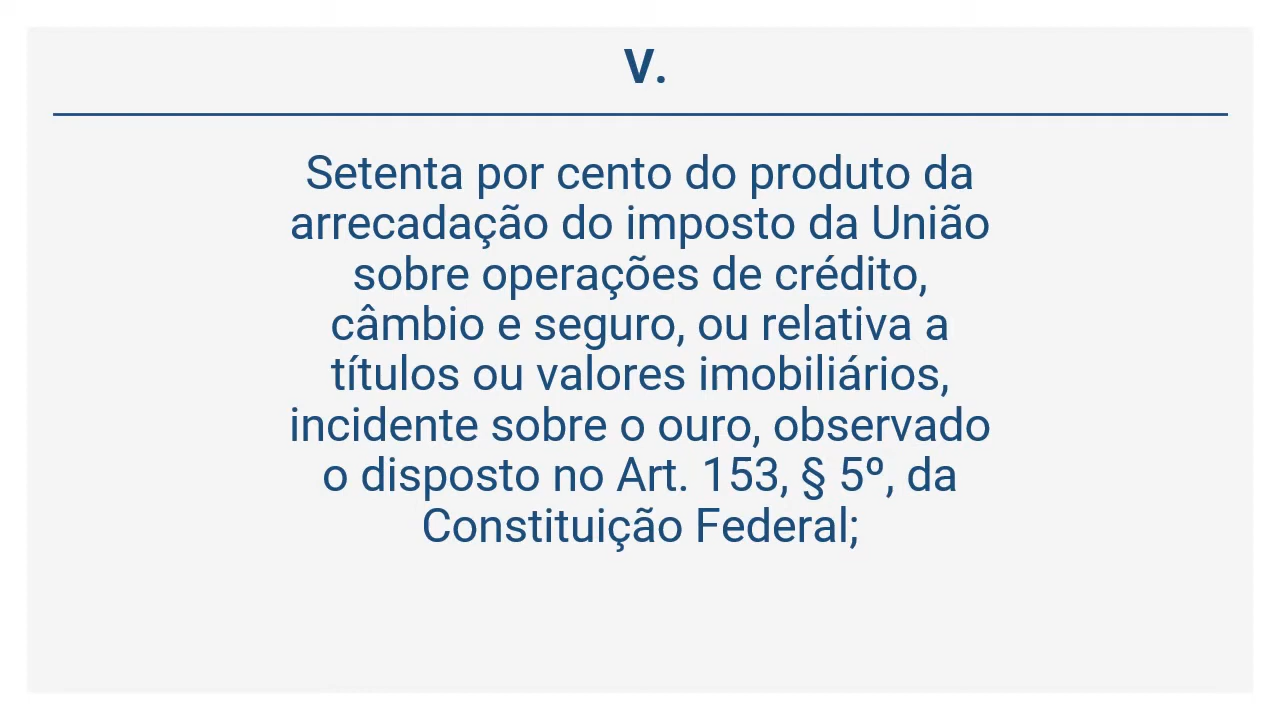 V.
Setenta por cento do produto da
arrecadação do imposto da União
sobre operações de crédito,
câmbio e seguro, ou relativa a
títulos ou valores imobiliários,
incidente sobre o ouro, observado
o disposto no Art. 153, § 5º, da
Constituição Federal;